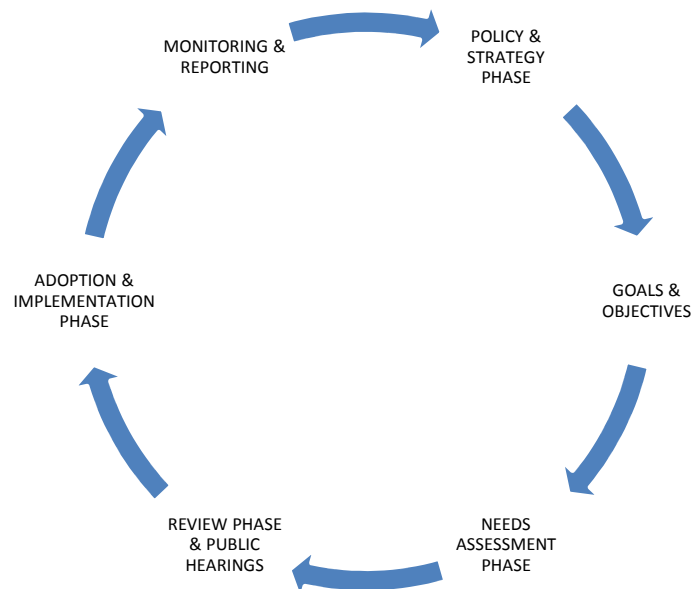 MONITORING &
REPORTING
POLICY &
STRATEGY
PHASE
GOALS &
OBJECTIVES
NEEDS
ASSESSMENT
PHASE
REVIEW PHASE
& PUBLIC
HEARINGS
ADOPTION &
IMPLEMENTATION
PHASE